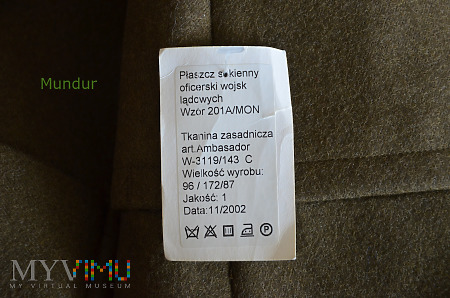 Mundur
Płaszcz sukienny
oficerski wojsk
lądowych
Wzór 201A/MON
Tkanina zasadnicza
art.Ambasador
W-3119/143 C
Wielkość wyrobu:
96 / 172/87
Jakość: 1
Data:11/2002
P
MYVIMU
MY VIRTUAL MUSEUM